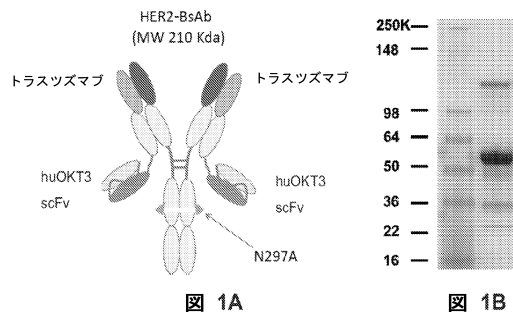 HER2-BsAb
(MW 210 Kda)
トラスツズマブ
トラスツズマブ
huOKT3
scFv
huOKT3
scFv
N297A
図 1A
250K
148
98
64
50
36
22
16
図 1B